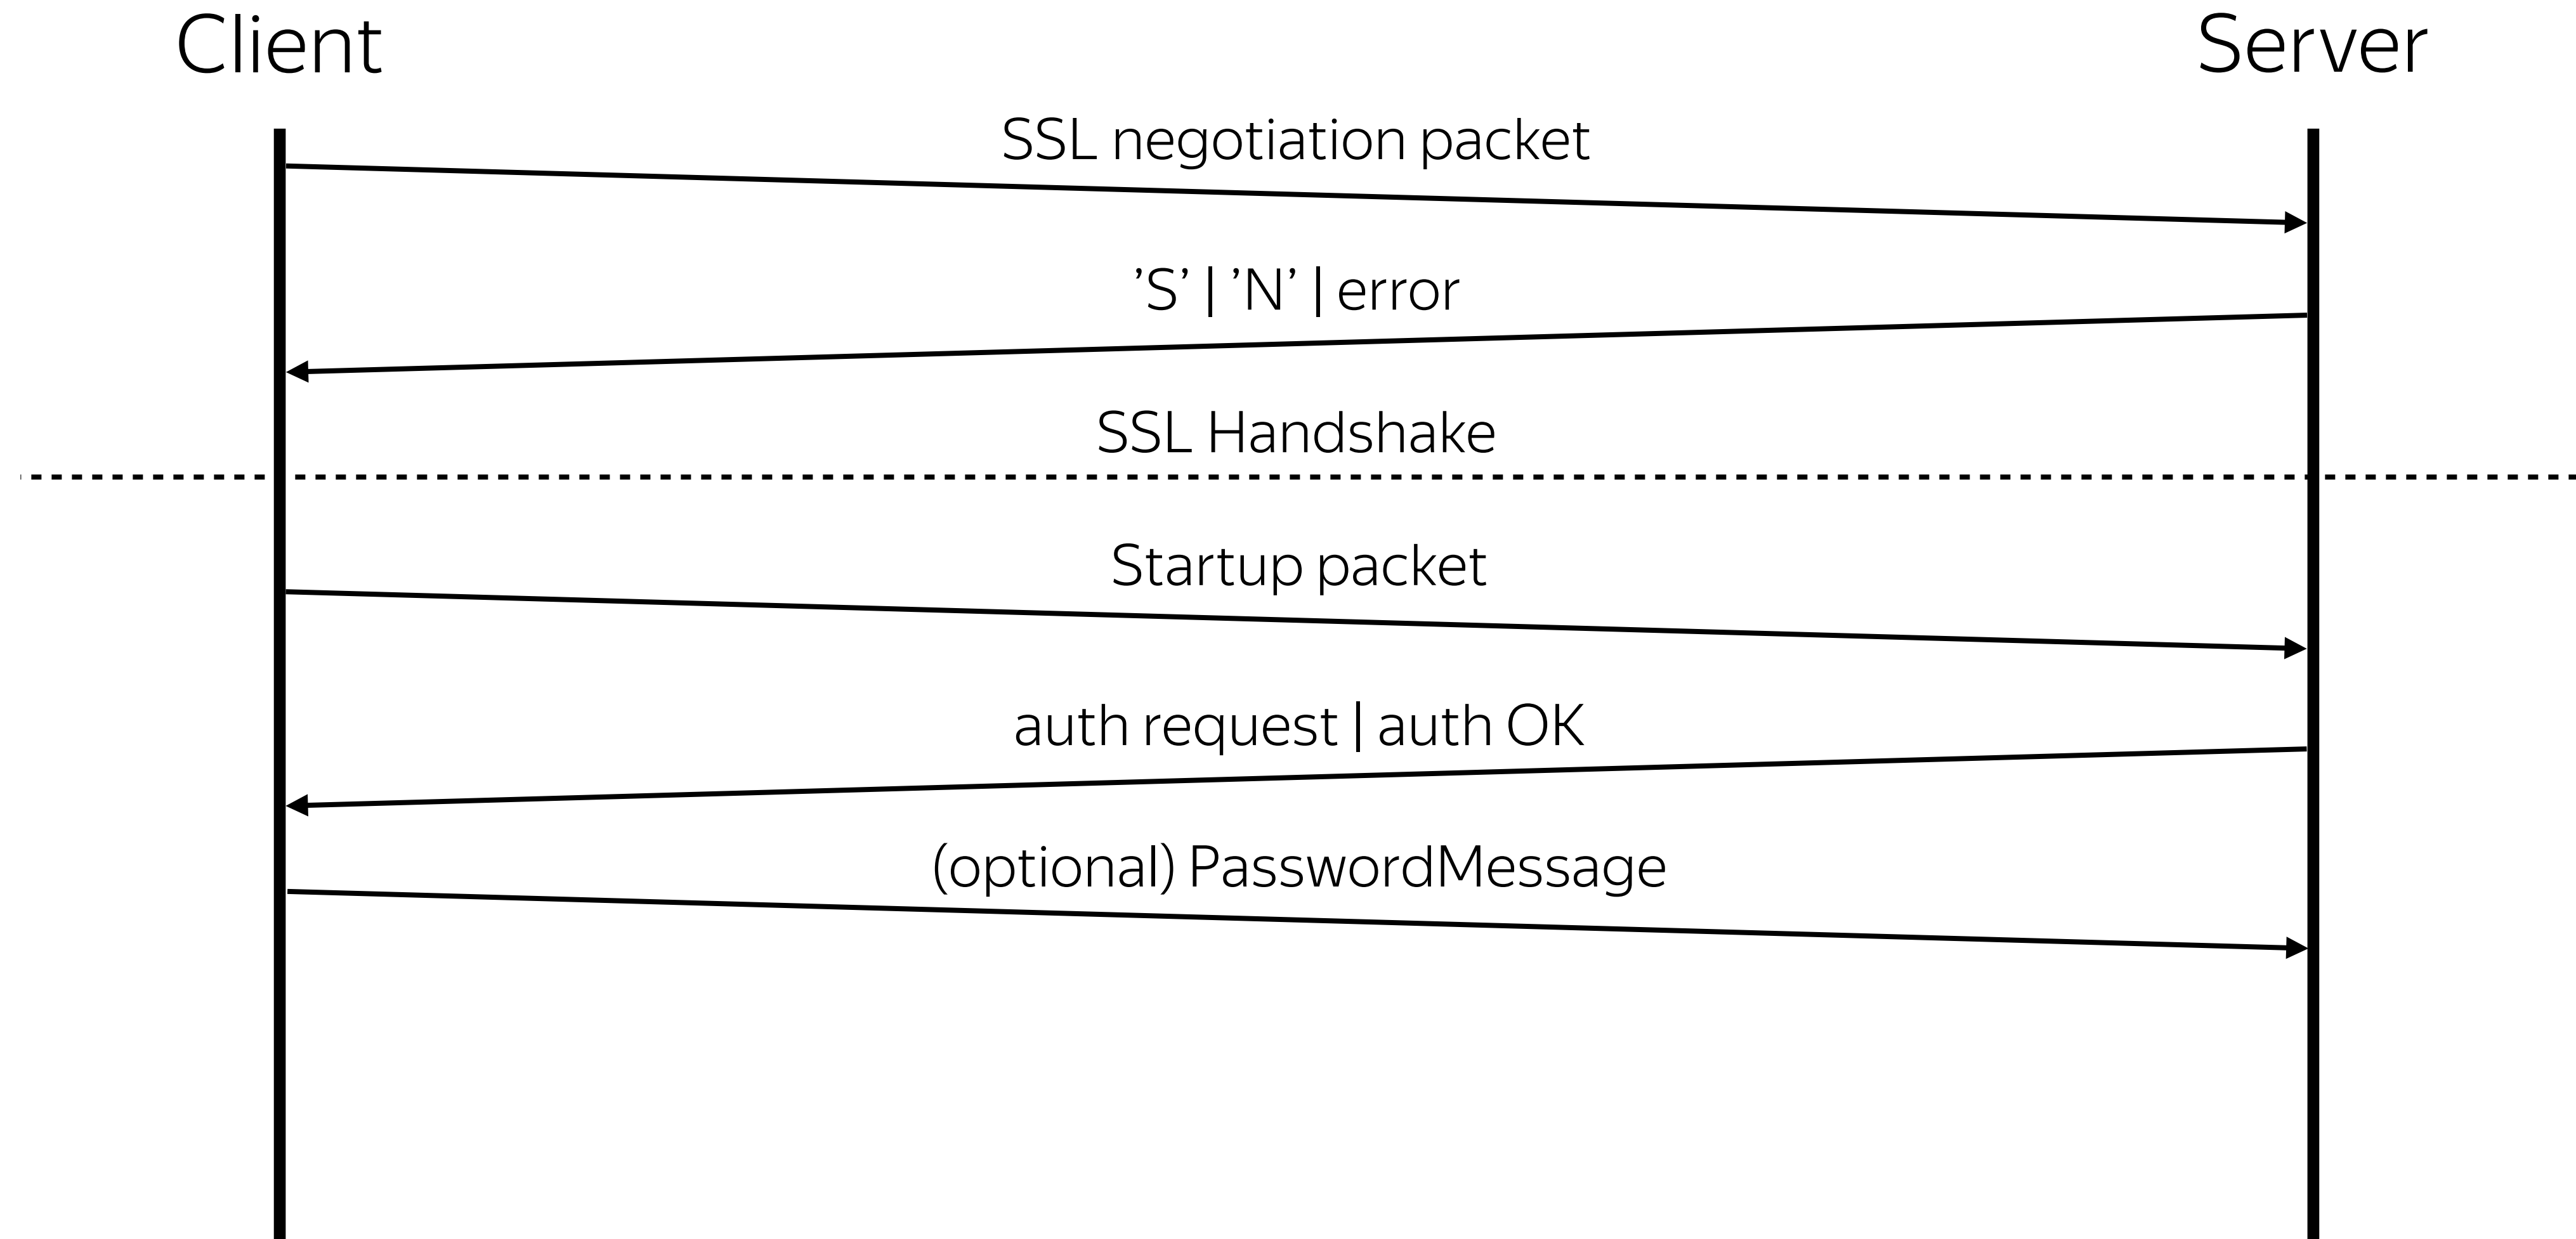 Client
Server
SSL negotiation packet
’S’ | ’N’ | error
SSL Handshake
Startup packet
auth request | auth OK
(optional) PasswordMessage